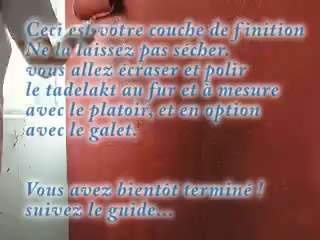 Ceci est votre couche de finition
Ne la laissez pas sécher.
vous allez écraser et polir
le tadelakt au fur et à mesure
avec le platoir, et en option
avec le galet.
Vous avez bientôt terminé !
suivez le guide...